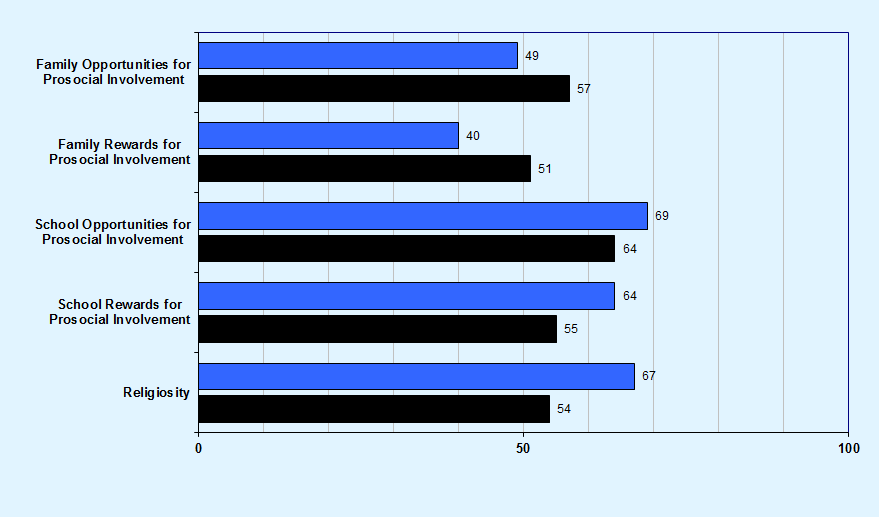 Family Opportunities for
Prosocial Involvement
49
57
Family Rewards for
Prosocial Involvement
40
51
School Opportunities for
Prosocial Involvement
69
64
School Rewards for
Prosocial Involvement
64
55
Religiosity
67
54
0
50
100